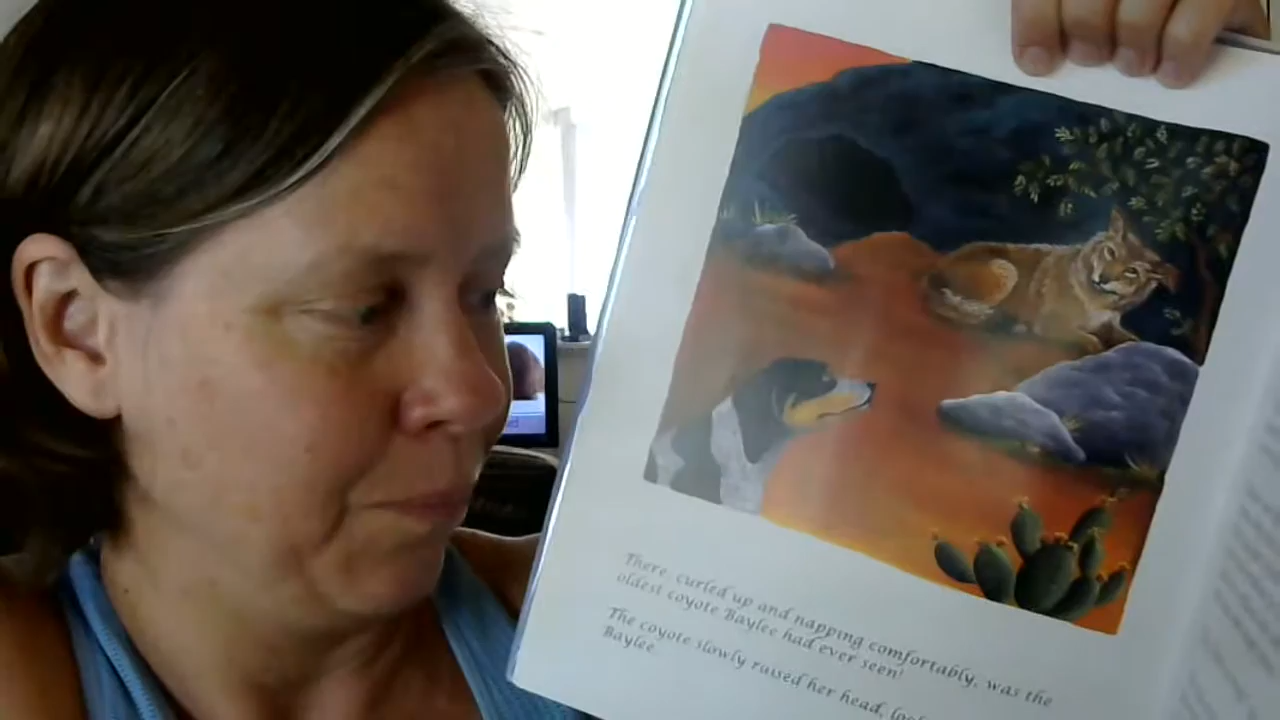 There curled up and napping comfortably, was the
oldest coyote Baylee had ever seen!
The coyote slowly raised her head,
Baylee.